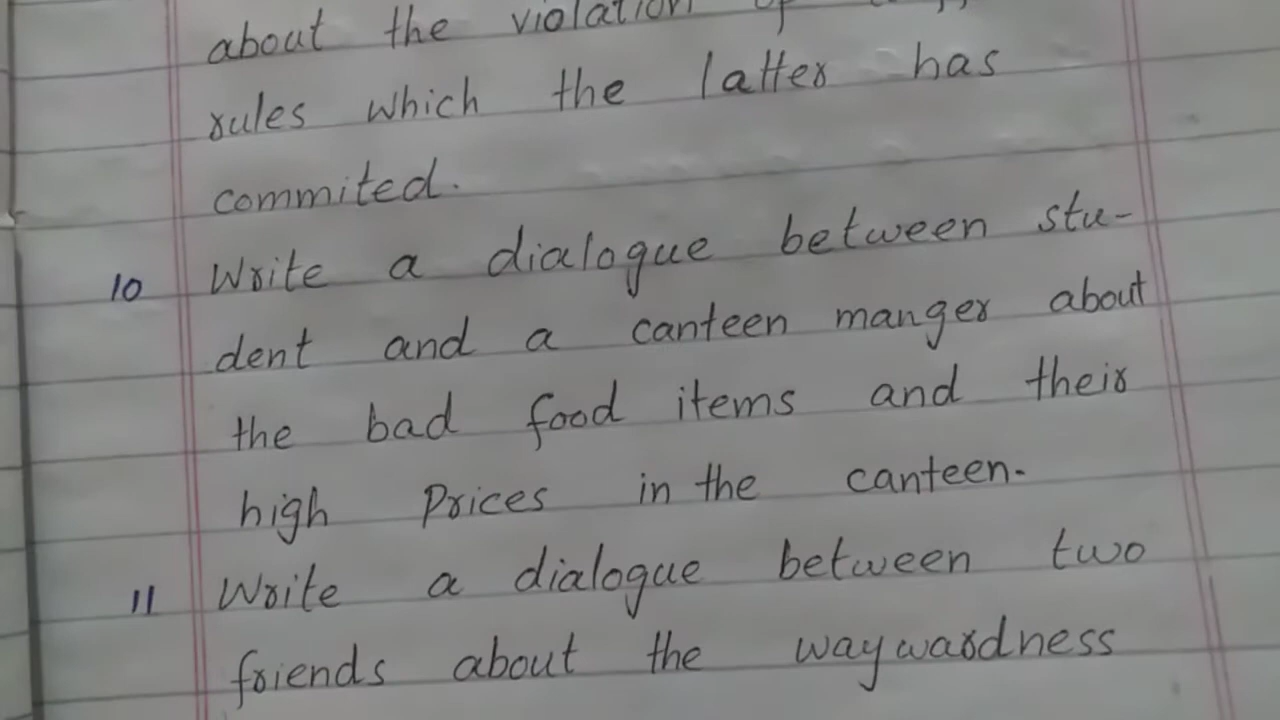 about the violation
rules which the latter has
commited.
10 Write a dialogue between stu-
dent and a canteen manger about
the bad food items and their
high Prices in the canteen.
11 Write a dialogue between two
friends about the waywardness